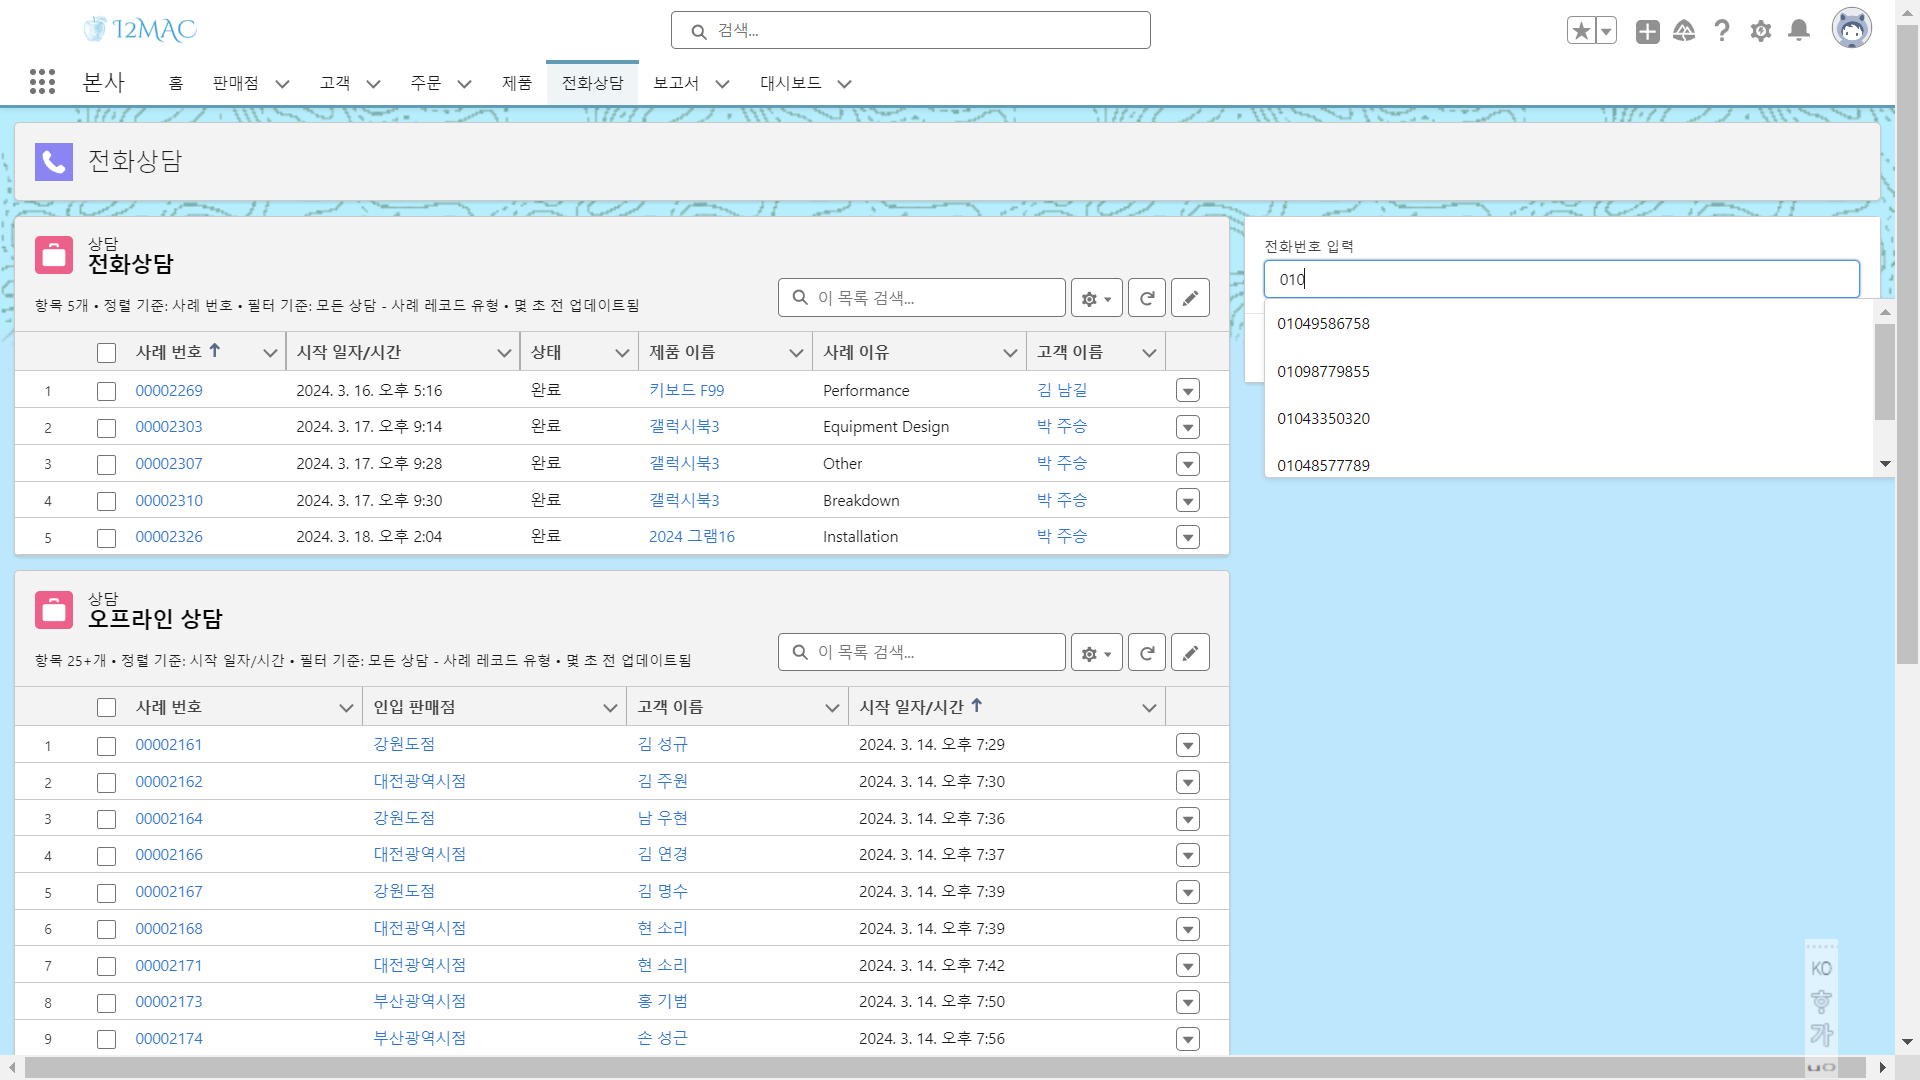 I2MAC
검색...
본사
홈
판매점
고객
주문
제품
전화상담
보고서
대시보드
전화상담
상담
전화상담
항목 5개 • 정렬 기준: 사례 번호 • 필터 기준: 모든 상담 - 사례 레코드 유형 • 몇 초 전 업데이트됨
이 목록 검색...
사례 번호 시작 일자/시간 상태 제품 이름 사례 이유 고객 이름
1 00002269 2024. 3. 16. 오후 5:16 완료 키보드 F99 Performance 김 남길
2 00002303 2024. 3. 17. 오후 9:14 완료 갤럭시북3 Equipment Design 박 주승
3 00002307 2024. 3. 17. 오후 9:28 완료 갤럭시북3 Other 박 주승
4 00002310 2024. 3. 17. 오후 9:30 완료 갤럭시북3 Breakdown 박 주승
5 00002326 2024. 3. 18. 오후 2:04 완료 2024 그램16 Installation 박 주승
전화번호 입력
010
01049586758
01098779855
01043350320
01048577789
상담
오프라인 상담
항목 25+개 • 정렬 기준: 시작 일자/시간 • 필터 기준: 모든 상담 - 사례 레코드 유형 • 몇 초 전 업데이트됨
이 목록 검색...
사례 번호 인입 판매점 고객 이름 시작 일자/시간
1 00002161 강원도점 김 성규 2024. 3. 14. 오후 7:29
2 00002162 대전광역시점 김 주원 2024. 3. 14. 오후 7:30
3 00002164 강원도점 남 우현 2024. 3. 14. 오후 7:36
4 00002166 대전광역시점 김 연경 2024. 3. 14. 오후 7:37
5 00002167 강원도점 김 명수 2024. 3. 14. 오후 7:39
6 00002168 대전광역시점 현 소리 2024. 3. 14. 오후 7:39
7 00002171 대전광역시점 현 소리 2024. 3. 14. 오후 7:42
8 00002173 부산광역시점 홍 기범 2024. 3. 14. 오후 7:50
9 00002174 부산광역시점 손 성근 2024. 3. 14. 오후 7:56
KO
가